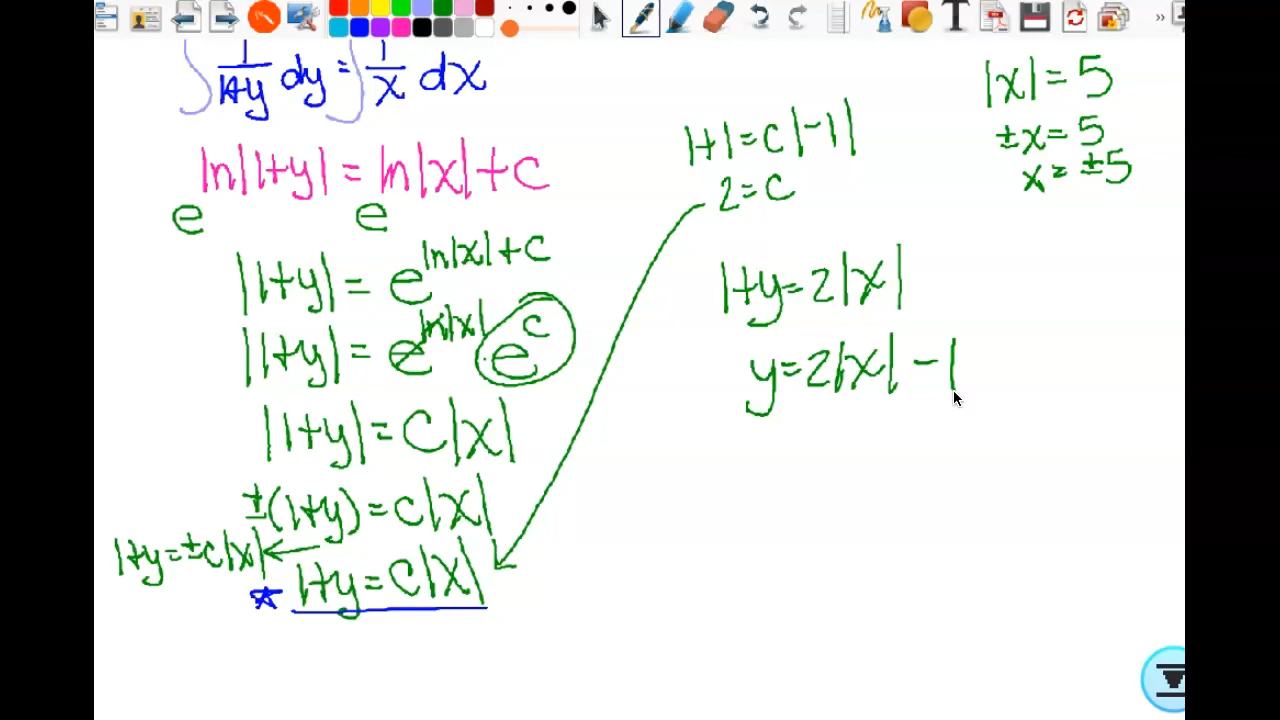 ∫ 1/(1+y) dy = ∫ 1/x dx
ln|1+y| = ln|x| + c
e e
|1+y| = e^(ln|x|+c)
|1+y| = e^(ln|x|) · e^c
|1+y| = C|x|
±(1+y) = c|x|
1+y = ±c|x|
1+y = c|x|
1+1 = c|-1|
2 = c
1+y = 2|x|
y = 2|x| - 1
|x| = 5
±x = 5
x = ±5
T